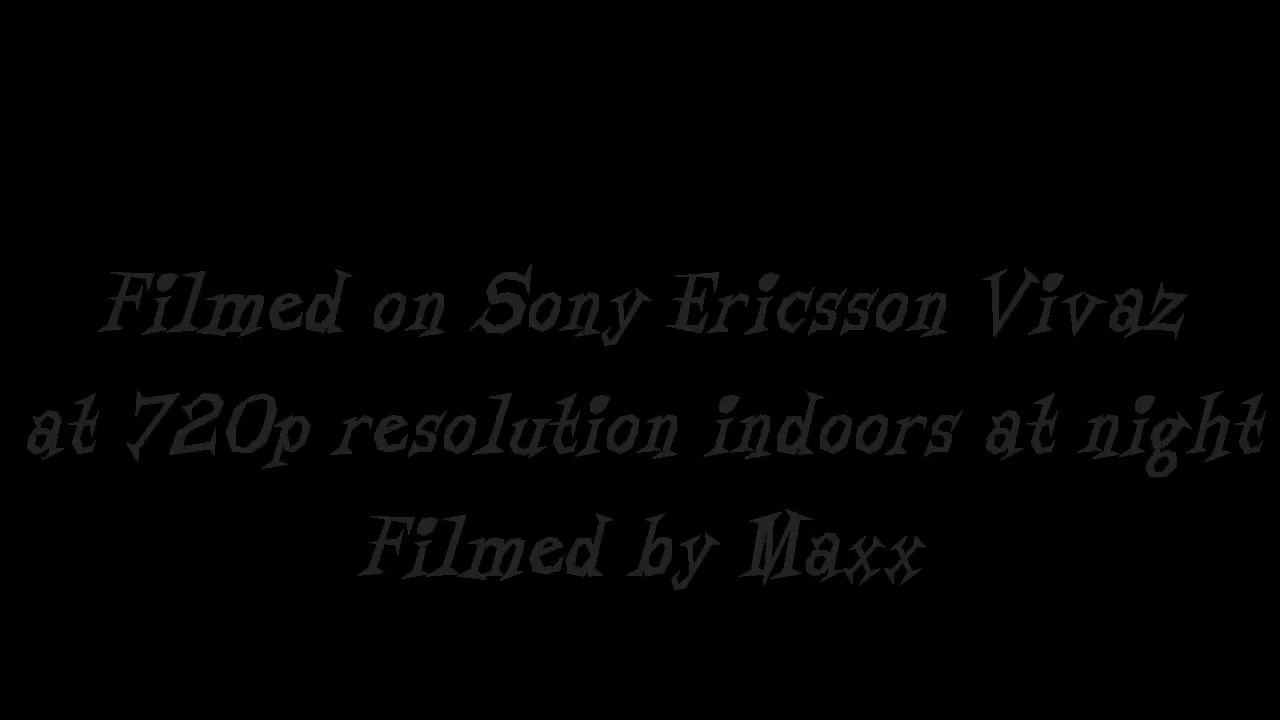 Filmed on Sony Ericsson Vivaz
at 720p resolution indoors at night
Filmed by Maxx